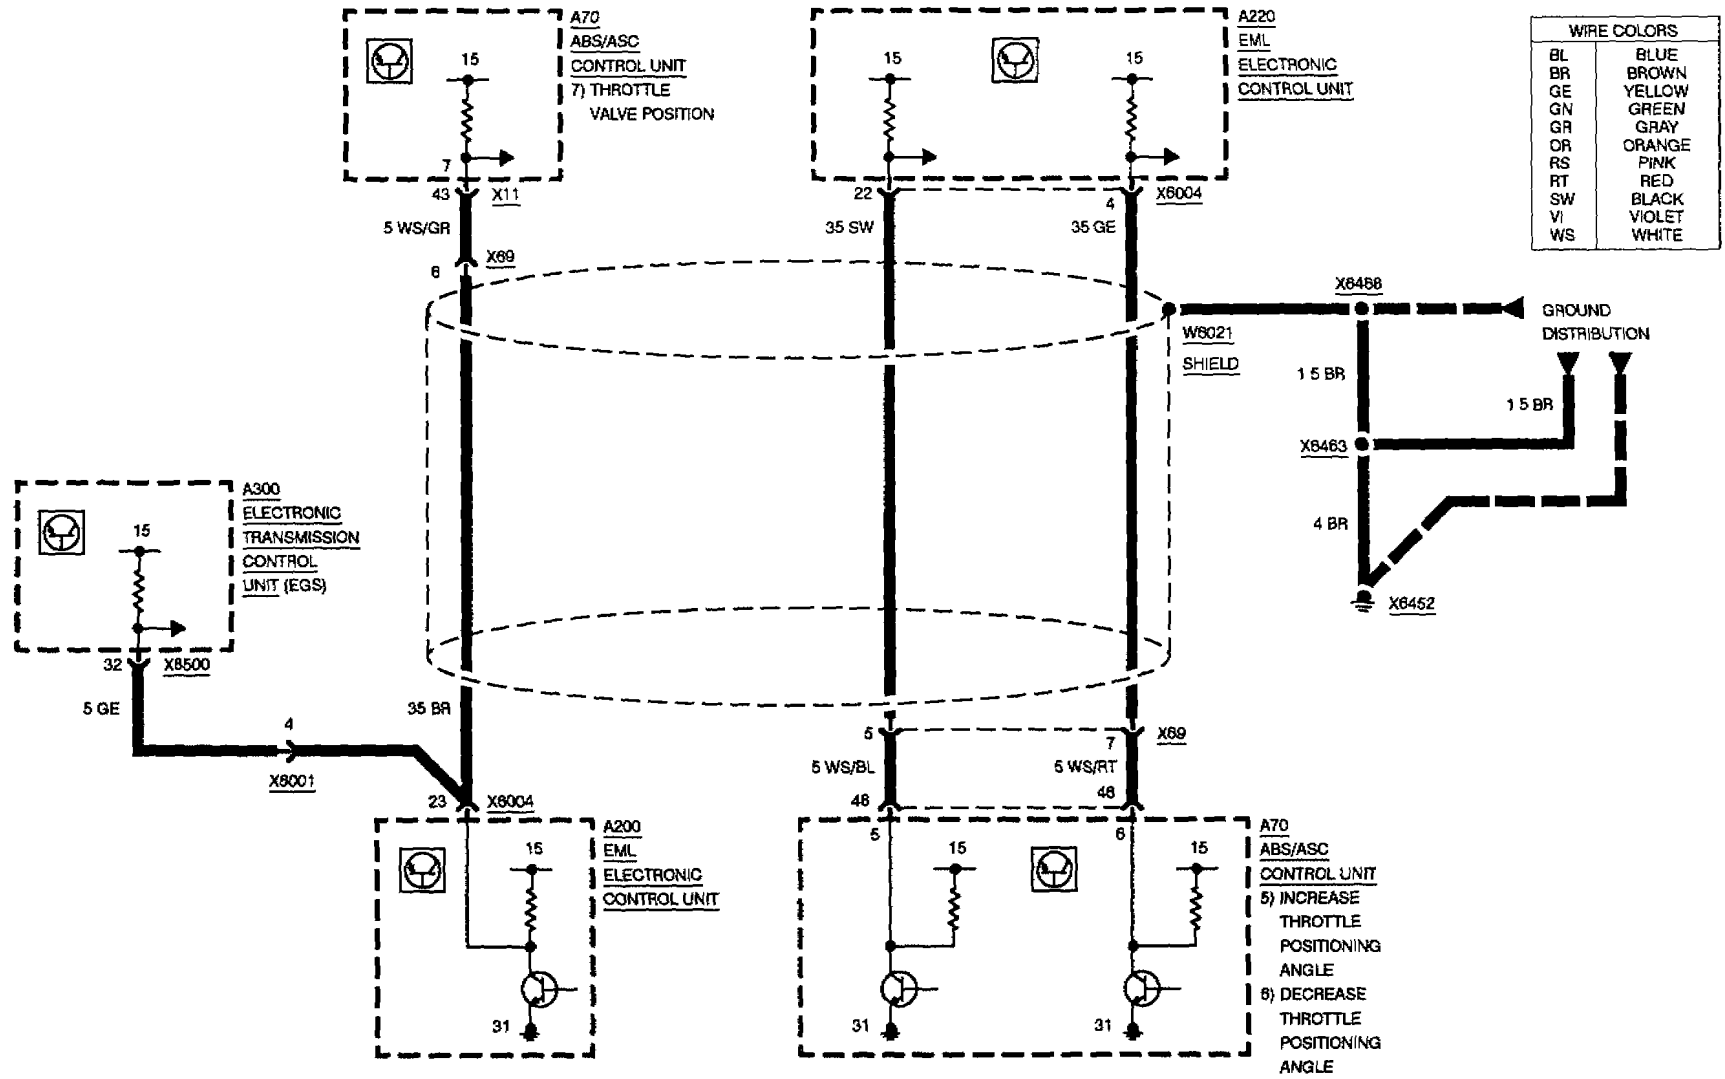 A70
ABS/ASC
CONTROL UNIT
7) THROTTLE
VALVE POSITION
15
7
43
X11
5 WS/GR
6
X69
A220
EML
ELECTRONIC
CONTROL UNIT
15
15
22
4
X6004
35 SW
35 GE
WIRE COLORS
BL BLUE
BR BROWN
GE YELLOW
GN GREEN
GR GRAY
OR ORANGE
RS PINK
RT RED
SW BLACK
VI VIOLET
WS WHITE
X6468
GROUND
DISTRIBUTION
W6021
SHIELD
1 5 BR
1 5 BR
X6463
4 BR
X6452
A300
ELECTRONIC
TRANSMISSION
CONTROL
UNIT (EGS)
15
32
X8500
5 GE
4
X6001
35 BR
23
X6004
5
7
X69
5 WS/BL
5 WS/RT
46
48
A200
EML
ELECTRONIC
CONTROL UNIT
15
31
5
6
15
15
31
31
A70
ABS/ASC
CONTROL UNIT
5) INCREASE
THROTTLE
POSITIONING
ANGLE
6) DECREASE
THROTTLE
POSITIONING
ANGLE